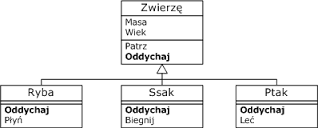 Zwierzę
Masa
Wiek
Patrz
Oddychaj
Ryba
Oddychaj
Płyń
Ssak
Oddychaj
Biegnij
Ptak
Oddychaj
Leć